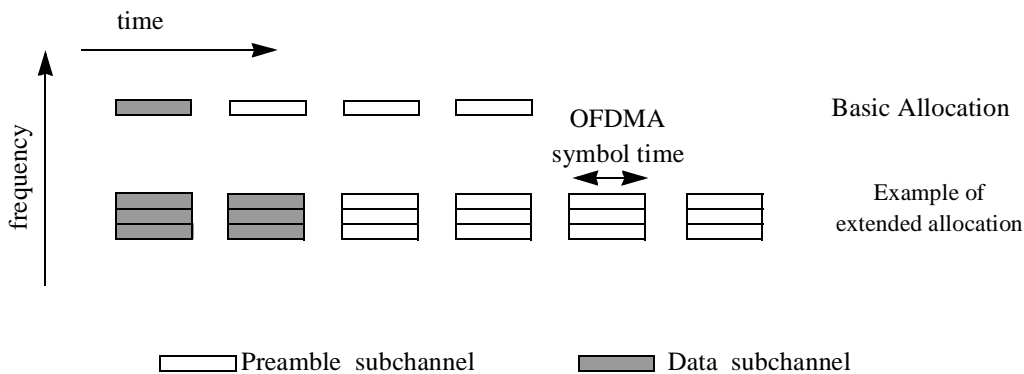 time
frequency
Basic Allocation
OFDMA
symbol time
Example of
extended allocation
Preamble subchannel
Data subchannel